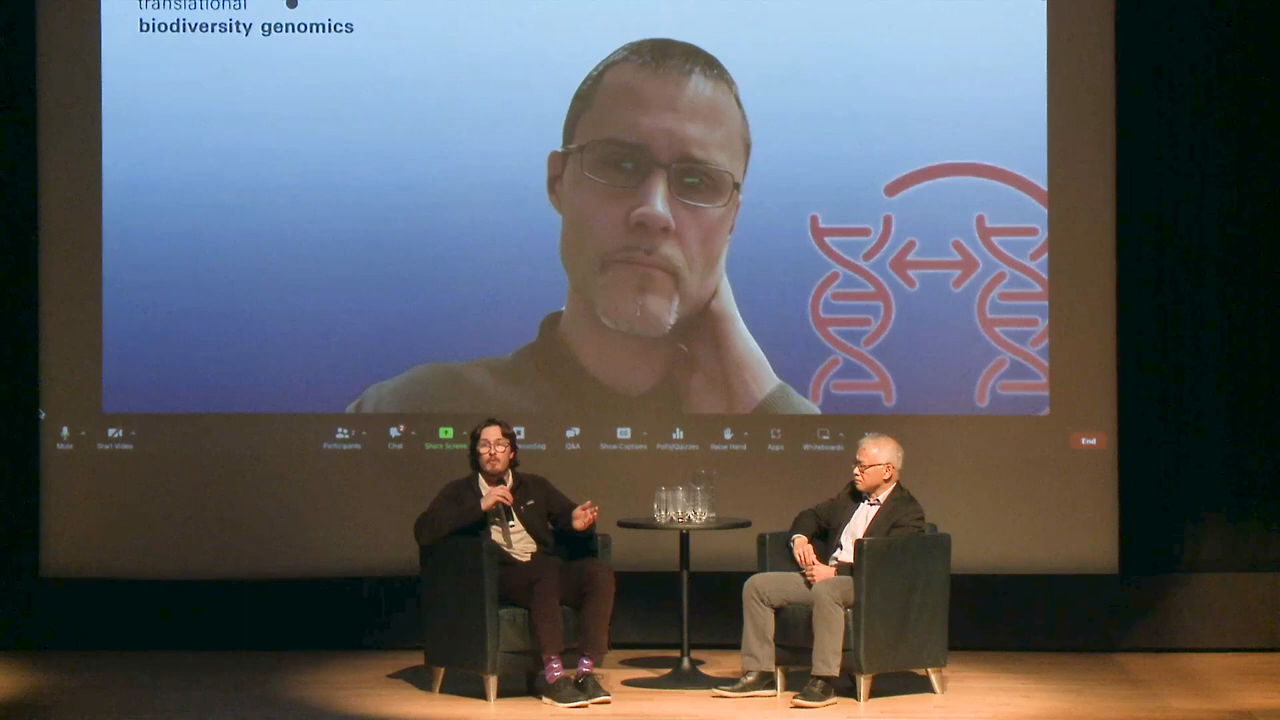 translational
biodiversity genomics
Mute
Start Video
Participants
Chat
Share Screen
Recording
Q&A
Show Captions
Polls/Quizzes
Raise Hand
Apps
Whiteboards
End